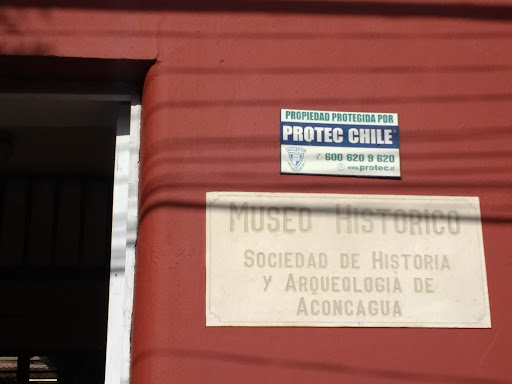 PROPIEDAD PROTEGIDA POR
PROTEC CHILE®
600 620 9 620
www.protec.cl
MUSEO HISTORICO
SOCIEDAD DE HISTORIA
Y ARQUEOLOGIA DE
ACONCAGUA